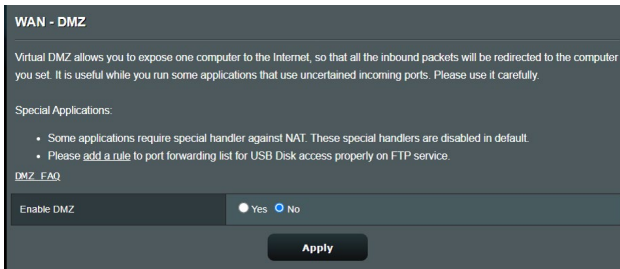 WAN - DMZ
Virtual DMZ allows you to expose one computer to the Internet, so that all the inbound packets will be redirected to the computer
you set. It is useful while you run some applications that use uncertained incoming ports. Please use it carefully.
Special Applications:
• Some applications require special handler against NAT. These special handlers are disabled in default.
• Please add a rule to port forwarding list for USB Disk access properly on FTP service.
DMZ FAQ
Enable DMZ Yes No
Apply